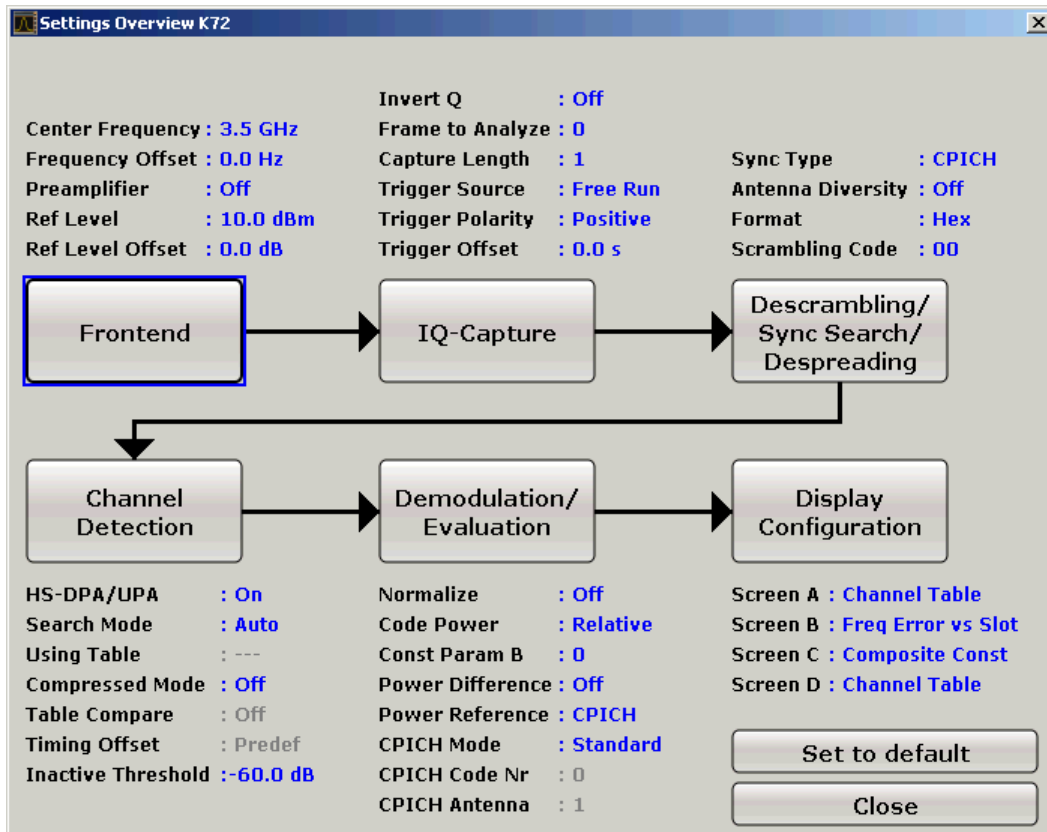 Settings Overview K72
Center Frequency : 3.5 GHz
Frequency Offset : 0.0 Hz
Preamplifier : Off
Ref Level : 10.0 dBm
Ref Level Offset : 0.0 dB
Invert Q : Off
Frame to Analyze : 0
Capture Length : 1
Trigger Source : Free Run
Trigger Polarity : Positive
Trigger Offset : 0.0 s
Sync Type : CPICH
Antenna Diversity : Off
Format : Hex
Scrambling Code : 00
Frontend
IQ-Capture
Descrambling/
Sync Search/
Despreading
Channel
Detection
Demodulation/
Evaluation
Display
Configuration
HS-DPA/UPA : On
Search Mode : Auto
Using Table : ---
Compressed Mode : Off
Table Compare : Off
Timing Offset : Predef
Inactive Threshold :-60.0 dB
Normalize : Off
Code Power : Relative
Const Param B : 0
Power Difference : Off
Power Reference : CPICH
CPICH Mode : Standard
CPICH Code Nr : 0
CPICH Antenna : 1
Screen A : Channel Table
Screen B : Freq Error vs Slot
Screen C : Composite Const
Screen D : Channel Table
Set to default
Close